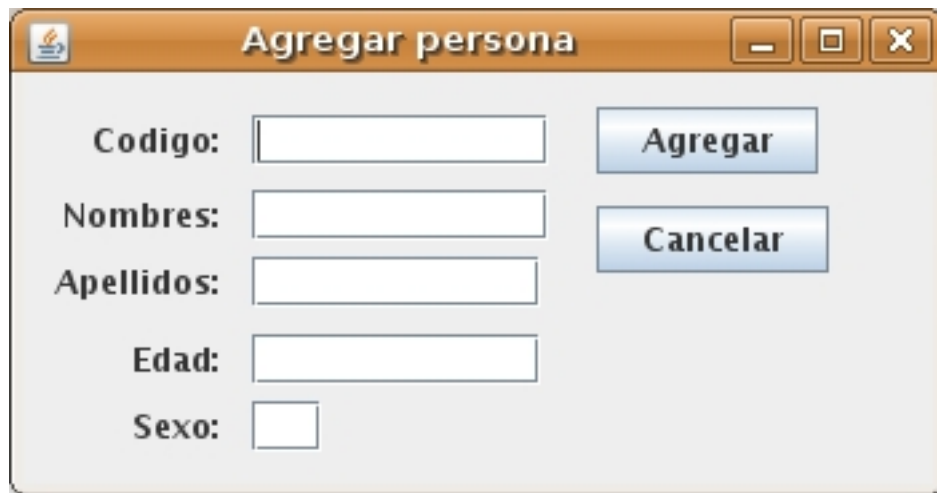 Agregar persona
Codigo:
Agregar
Nombres:
Cancelar
Apellidos:
Edad:
Sexo: